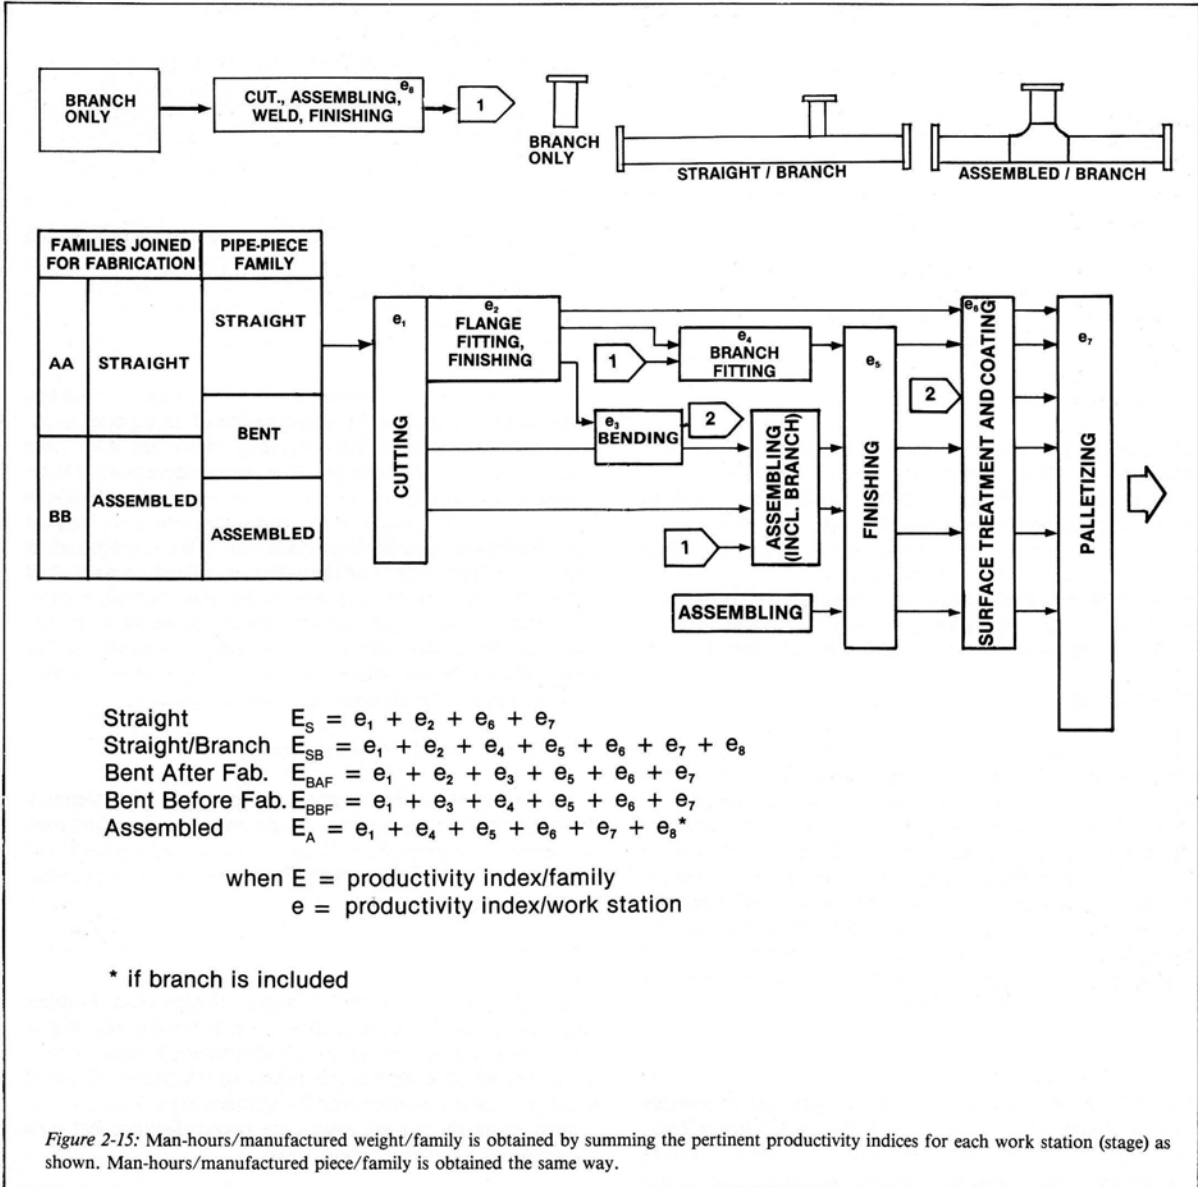 BRANCH
ONLY
CUT., ASSEMBLING, e₈
WELD, FINISHING
1
BRANCH
ONLY
STRAIGHT / BRANCH
ASSEMBLED / BRANCH
FAMILIES JOINED
FOR FABRICATION
PIPE-PIECE
FAMILY
AA
STRAIGHT
BB
ASSEMBLED
STRAIGHT
BENT
ASSEMBLED
e₁
CUTTING
e₂
FLANGE
FITTING,
FINISHING
1
e₄
BRANCH
FITTING
e₃
BENDING
2
ASSEMBLING
(INCL. BRANCH)
1
ASSEMBLING
e₅
FINISHING
2
e₆
SURFACE TREATMENT AND COATING
e₇
PALLETIZING
Straight E_S = e₁ + e₂ + e₆ + e₇
Straight/Branch E_SB = e₁ + e₂ + e₄ + e₅ + e₆ + e₇ + e₈
Bent After Fab. E_BAF = e₁ + e₂ + e₃ + e₅ + e₆ + e₇
Bent Before Fab. E_BBF = e₁ + e₃ + e₄ + e₅ + e₆ + e₇
Assembled E_A = e₁ + e₄ + e₅ + e₆ + e₇ + e₈*
when E = productivity index/family
e = productivity index/work station
* if branch is included
Figure 2-15: Man-hours/manufactured weight/family is obtained by summing the pertinent productivity indices for each work station (stage) as
shown. Man-hours/manufactured piece/family is obtained the same way.